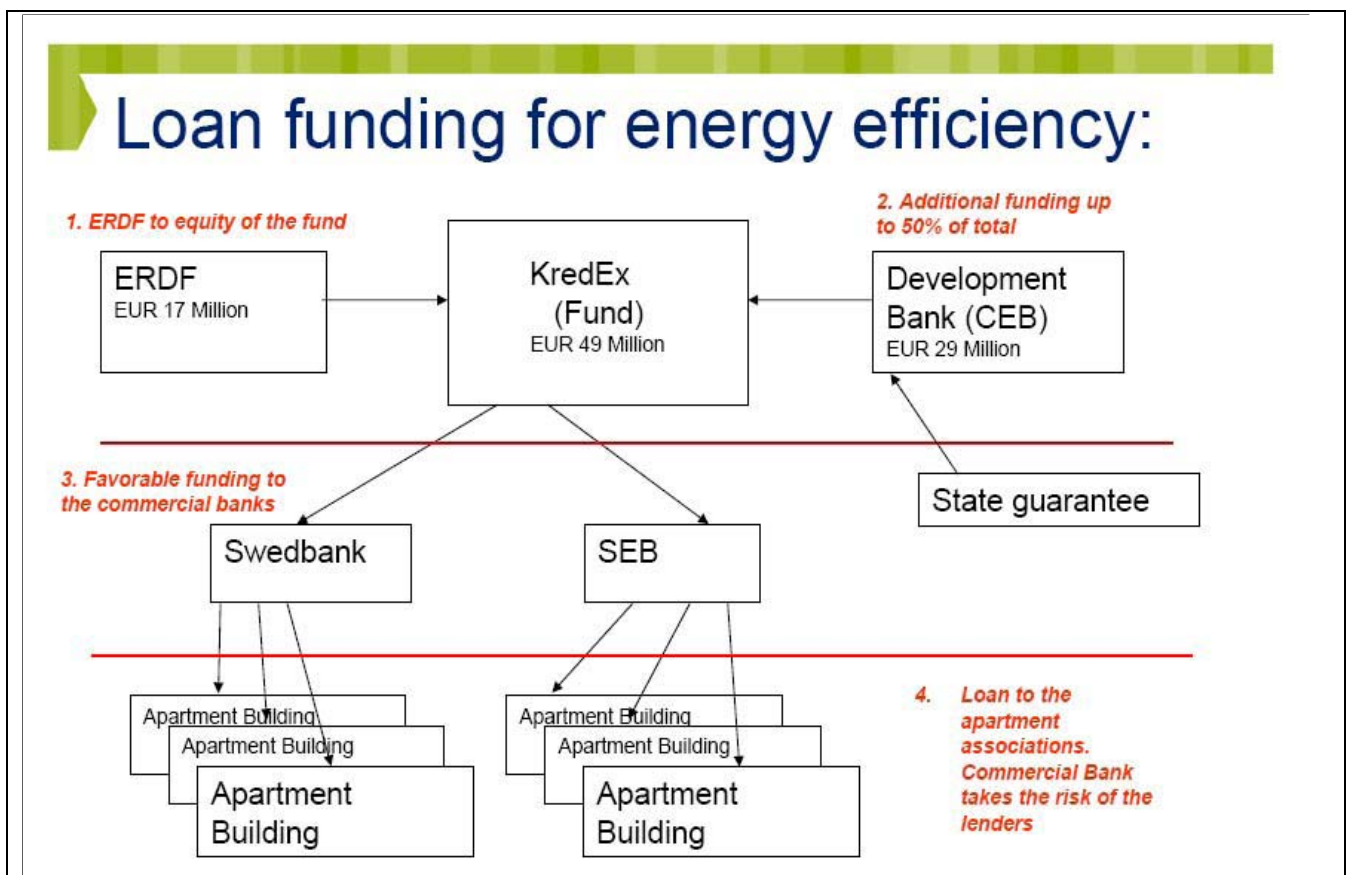 Loan funding for energy efficiency:
1. ERDF to equity of the fund
2. Additional funding up
to 50% of total
ERDF
EUR 17 Million
KredEx
(Fund)
EUR 49 Million
Development
Bank (CEB)
EUR 29 Million
3. Favorable funding to
the commercial banks
State guarantee
Swedbank
SEB
Apartment Building
Apartment Building
Apartment
Building
Apartment Building
Apartment Building
Apartment
Building
4. Loan to the
apartment
associations.
Commercial Bank
takes the risk of the
lenders